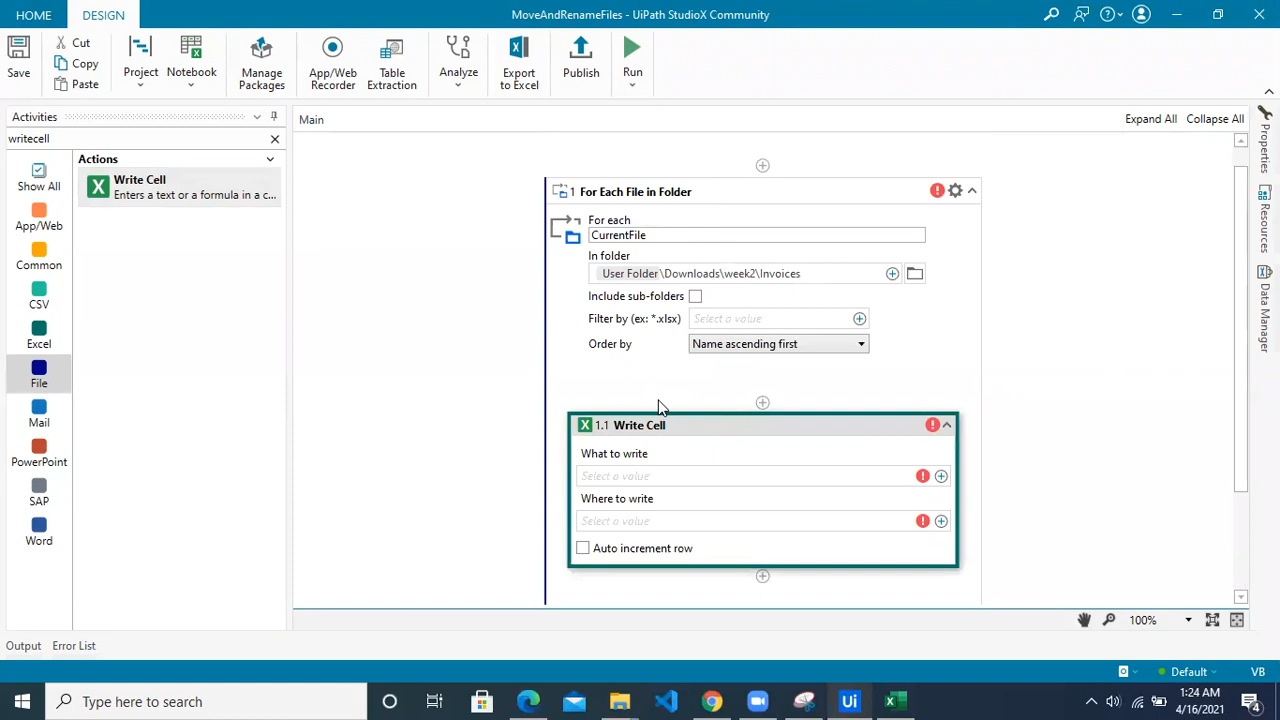 HOME
DESIGN
MoveAndRenameFiles - UiPath StudioX Community
Save
Cut
Copy
Paste
Project
Notebook
Manage Packages
App/Web Recorder
Table Extraction
Analyze
Export to Excel
Publish
Run
Activities
writecell
Show All
App/Web
Common
CSV
Excel
File
Mail
PowerPoint
SAP
Word
Actions
Write Cell
Enters a text or a formula in a c...
Main
Expand All
Collapse All
1 For Each File in Folder
For each
CurrentFile
In folder
User Folder\Downloads\week2\Invoices
Include sub-folders
Filter by (ex: *.xlsx)
Select a value
Order by
Name ascending first
1.1 Write Cell
What to write
Select a value
Where to write
Select a value
Auto increment row
Properties
Resources
Data Manager
100%
Output
Error List
Default
VB
Type here to search
Ui
1:24 AM
4/16/2021
4